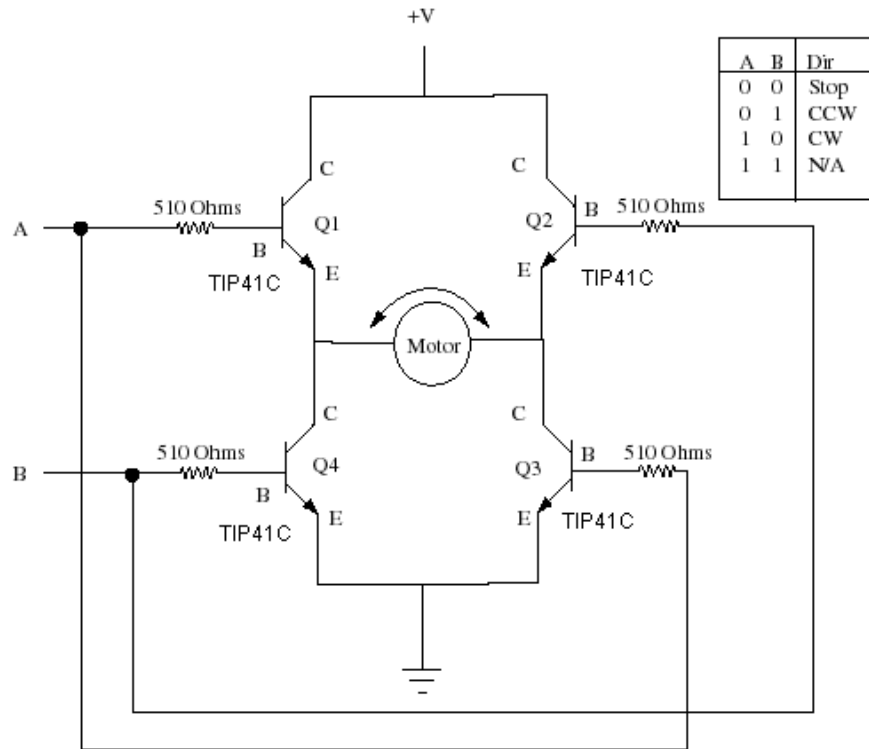 +V
A B Dir
0 0 Stop
0 1 CCW
1 0 CW
1 1 N/A
C
C
510 Ohms
B
510 Ohms
A
Q1
Q2
B
E
E
TIP41C
TIP41C
Motor
C
C
510 Ohms
B
510 Ohms
B
Q4
Q3
B
E
E
TIP41C
TIP41C